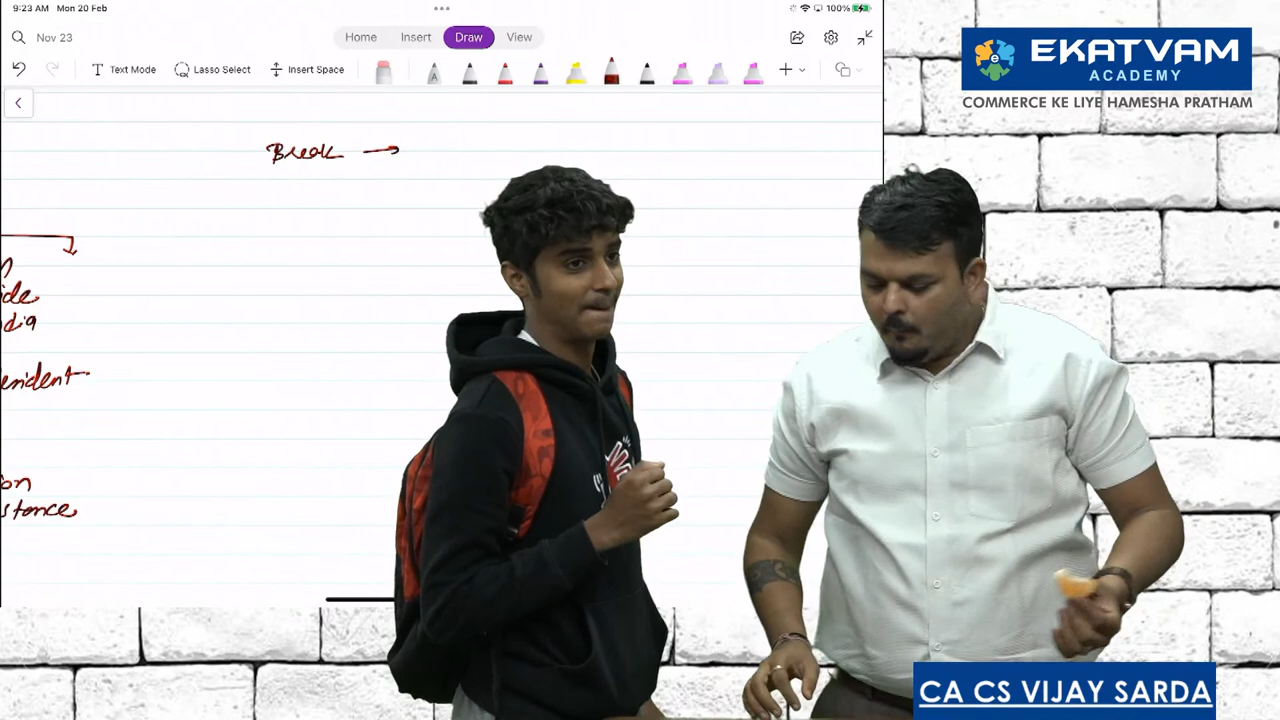 9:23 AM Mon 20 Feb
100%
Nov 23
Home Insert Draw View
Text Mode Lasso Select Insert Space
Break →
ide
dia
esident
on
stance
EKATVAM
ACADEMY
COMMERCE KE LIYE HAMESHA PRATHAM
CA CS VIJAY SARDA